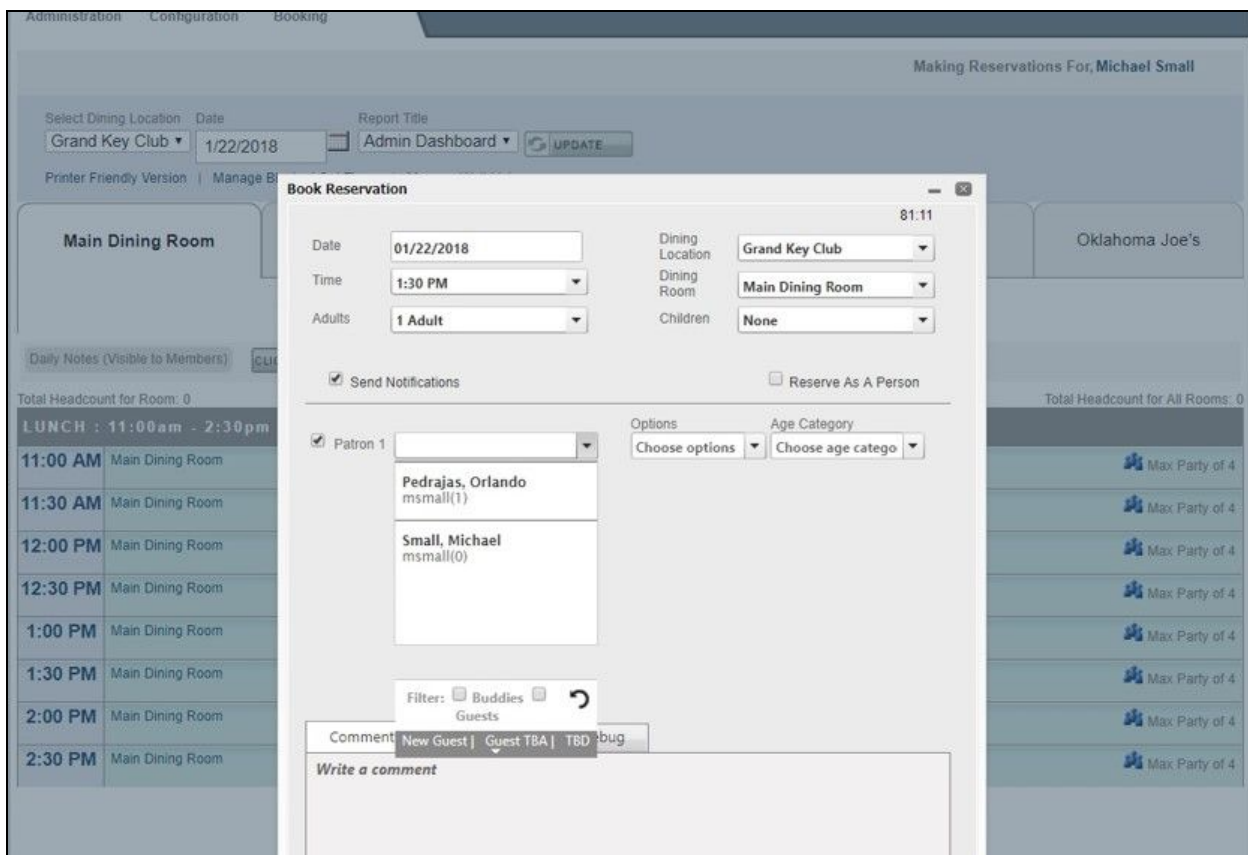 Administration Configuration Booking
Making Reservations For, Michael Small
Select Dining Location Date Report Title
Grand Key Club 1/22/2018 Admin Dashboard UPDATE
Printer Friendly Version | Manage
Book Reservation
81:11
Main Dining Room
Oklahoma Joe's
Date 01/22/2018 Dining Location Grand Key Club
Time 1:30 PM Dining Room Main Dining Room
Adults 1 Adult Children None
Daily Notes (Visible to Members)
Send Notifications Reserve As A Person
Total Headcount for Room: 0 Total Headcount for All Rooms: 0
LUNCH : 11:00am - 2:30pm
Options Age Category
Patron 1 Choose options Choose age catego
Pedrajas, Orlando
msmall(1)
Small, Michael
msmall(0)
11:00 AM Main Dining Room Max Party of 4
11:30 AM Main Dining Room Max Party of 4
12:00 PM Main Dining Room Max Party of 4
12:30 PM Main Dining Room Max Party of 4
1:00 PM Main Dining Room Max Party of 4
1:30 PM Main Dining Room Max Party of 4
2:00 PM Main Dining Room Max Party of 4
2:30 PM Main Dining Room Max Party of 4
Filter: Buddies
Guests
Comment New Guest | Guest TBA | TBD bug
Write a comment